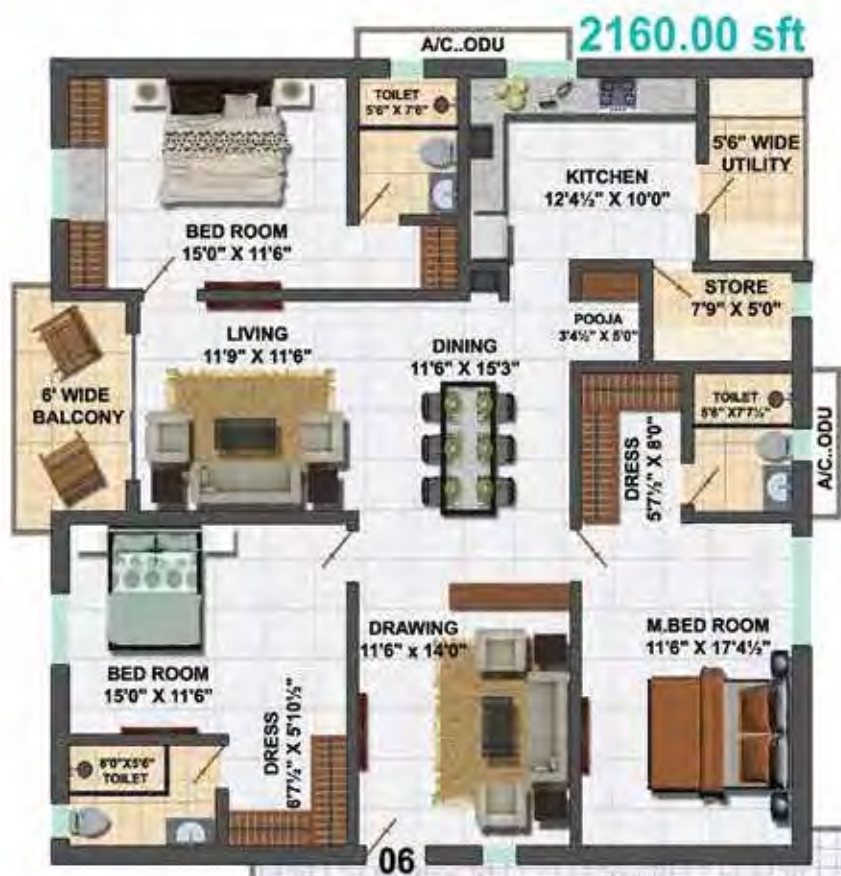 A/C..ODU
2160.00 sft
TOILET
5'6" X 7'6"
5'6" WIDE
UTILITY
KITCHEN
12'4½" X 10'0"
BED ROOM
15'0" X 11'6"
STORE
7'9" X 5'0"
POOJA
3'4½" X 5'0"
LIVING
11'9" X 11'6"
DINING
11'6" X 15'3"
6' WIDE
BALCONY
TOILET
5'6" X7'7½"
A/C..ODU
DRESS
5'7½" X 8'0"
DRAWING
11'6" x 14'0"
M.BED ROOM
11'6" X 17'4½"
BED ROOM
15'0" X 11'6"
DRESS
6'7½" X 5'10½"
8'0"X5'6"
TOILET
06